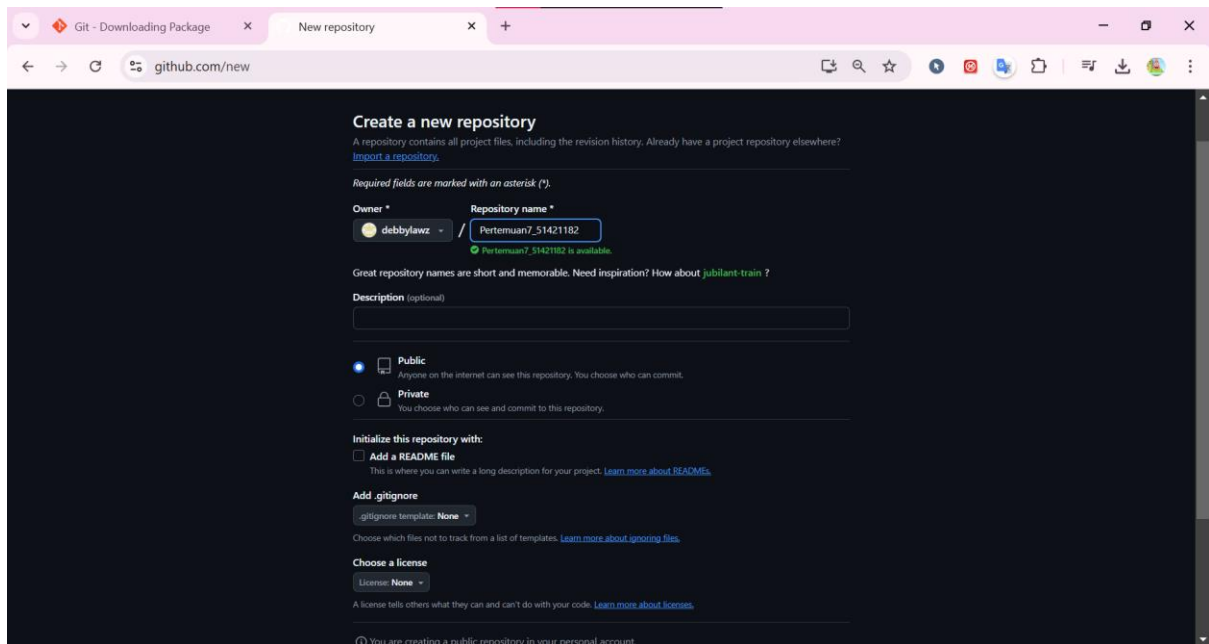 Git - Downloading Package
New repository
github.com/new
Create a new repository
A repository contains all project files, including the revision history. Already have a project repository elsewhere?
Import a repository.
Required fields are marked with an asterisk (*).
Owner * Repository name *
debbylawz / Pertemuan7_51421182
Pertemuan7_51421182 is available.
Great repository names are short and memorable. Need inspiration? How about jubilant-train ?
Description (optional)
Public
Anyone on the internet can see this repository. You choose who can commit.
Private
You choose who can see and commit to this repository.
Initialize this repository with:
Add a README file
This is where you can write a long description for your project. Learn more about READMEs.
Add .gitignore
.gitignore template: None
Choose which files not to track from a list of templates. Learn more about ignoring files.
Choose a license
License: None
A license tells others what they can and can't do with your code. Learn more about licenses.
You are creating a public repository in your personal account.